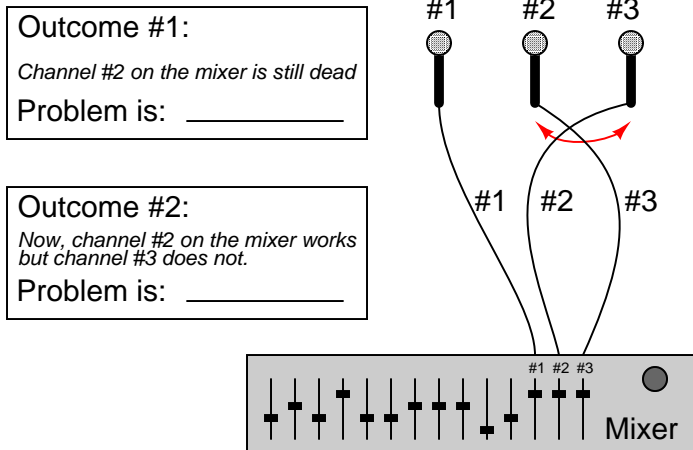 Outcome #1:
Channel #2 on the mixer is still dead
Problem is:
Outcome #2:
Now, channel #2 on the mixer works
but channel #3 does not.
Problem is:
#1 #2 #3
#1 #2 #3
#1 #2 #3
Mixer